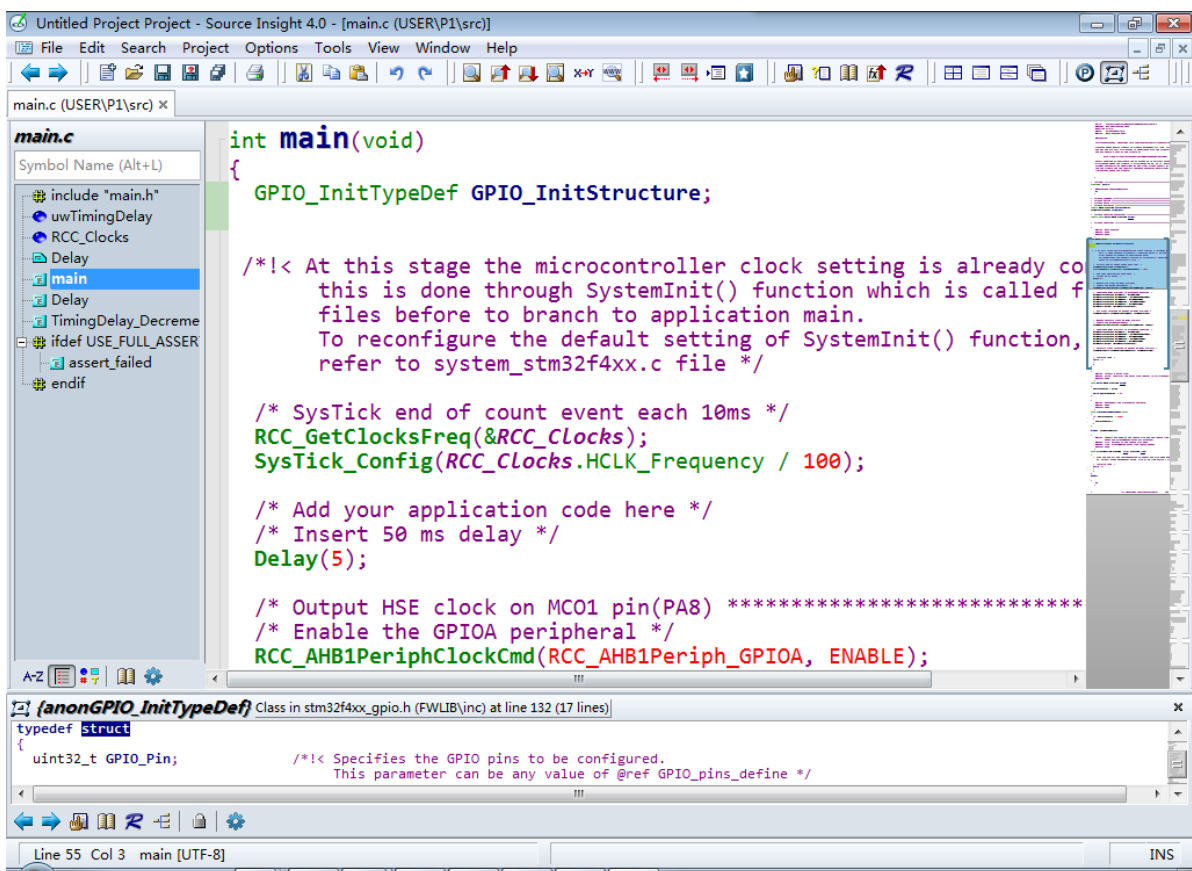 Untitled Project Project - Source Insight 4.0 - [main.c (USER\P1\src)]
File Edit Search Project Options Tools View Window Help
main.c (USER\P1\src)
main.c
Symbol Name (Alt+L)
include "main.h"
uwTimingDelay
RCC_Clocks
Delay
main
Delay
TimingDelay_Decreme
ifdef USE_FULL_ASSER
assert_failed
endif
A-Z
int main(void)
{
GPIO_InitTypeDef GPIO_InitStructure;
/*!< At this stage the microcontroller clock setting is already co
this is done through SystemInit() function which is called f
files before to branch to application main.
To reconfigure the default setting of SystemInit() function,
refer to system_stm32f4xx.c file */
/* SysTick end of count event each 10ms */
RCC_GetClocksFreq(&RCC_Clocks);
SysTick_Config(RCC_Clocks.HCLK_Frequency / 100);
/* Add your application code here */
/* Insert 50 ms delay */
Delay(5);
/* Output HSE clock on MCO1 pin(PA8) ****************************
/* Enable the GPIOA peripheral */
RCC_AHB1PeriphClockCmd(RCC_AHB1Periph_GPIOA, ENABLE);
{anonGPIO_InitTypeDef} Class in stm32f4xx_gpio.h (FWLIB\inc) at line 132 (17 lines)
typedef struct
{
uint32_t GPIO_Pin; /*!< Specifies the GPIO pins to be configured.
This parameter can be any value of @ref GPIO_pins_define */
Line 55 Col 3 main [UTF-8]
INS